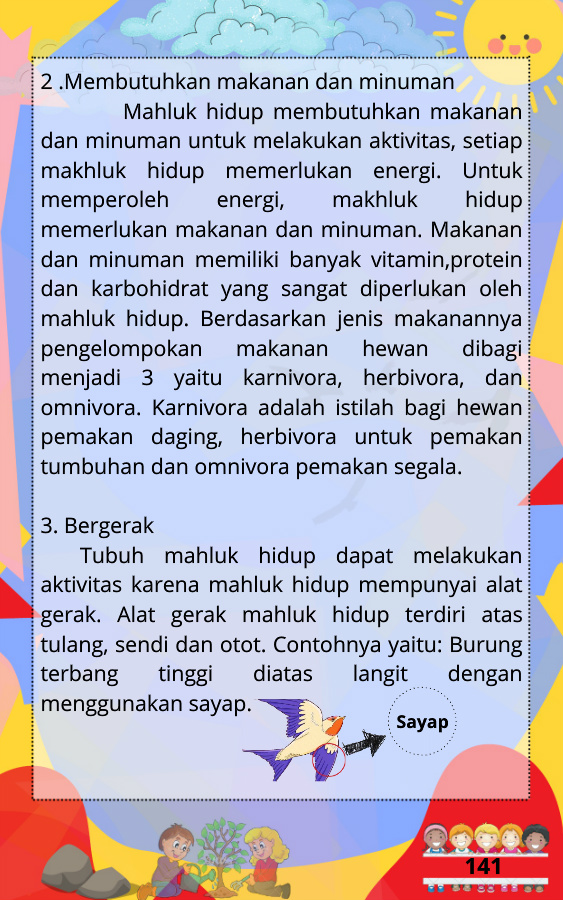 2 .Membutuhkan makanan dan minuman
Mahluk hidup membutuhkan makanan
dan minuman untuk melakukan aktivitas, setiap
makhluk hidup memerlukan energi. Untuk
memperoleh energi, makhluk hidup
memerlukan makanan dan minuman. Makanan
dan minuman memiliki banyak vitamin,protein
dan karbohidrat yang sangat diperlukan oleh
mahluk hidup. Berdasarkan jenis makanannya
pengelompokan makanan hewan dibagi
menjadi 3 yaitu karnivora, herbivora, dan
omnivora. Karnivora adalah istilah bagi hewan
pemakan daging, herbivora untuk pemakan
tumbuhan dan omnivora pemakan segala.
3. Bergerak
Tubuh mahluk hidup dapat melakukan
aktivitas karena mahluk hidup mempunyai alat
gerak. Alat gerak mahluk hidup terdiri atas
tulang, sendi dan otot. Contohnya yaitu: Burung
terbang tinggi diatas langit dengan
menggunakan sayap.
Sayap
141